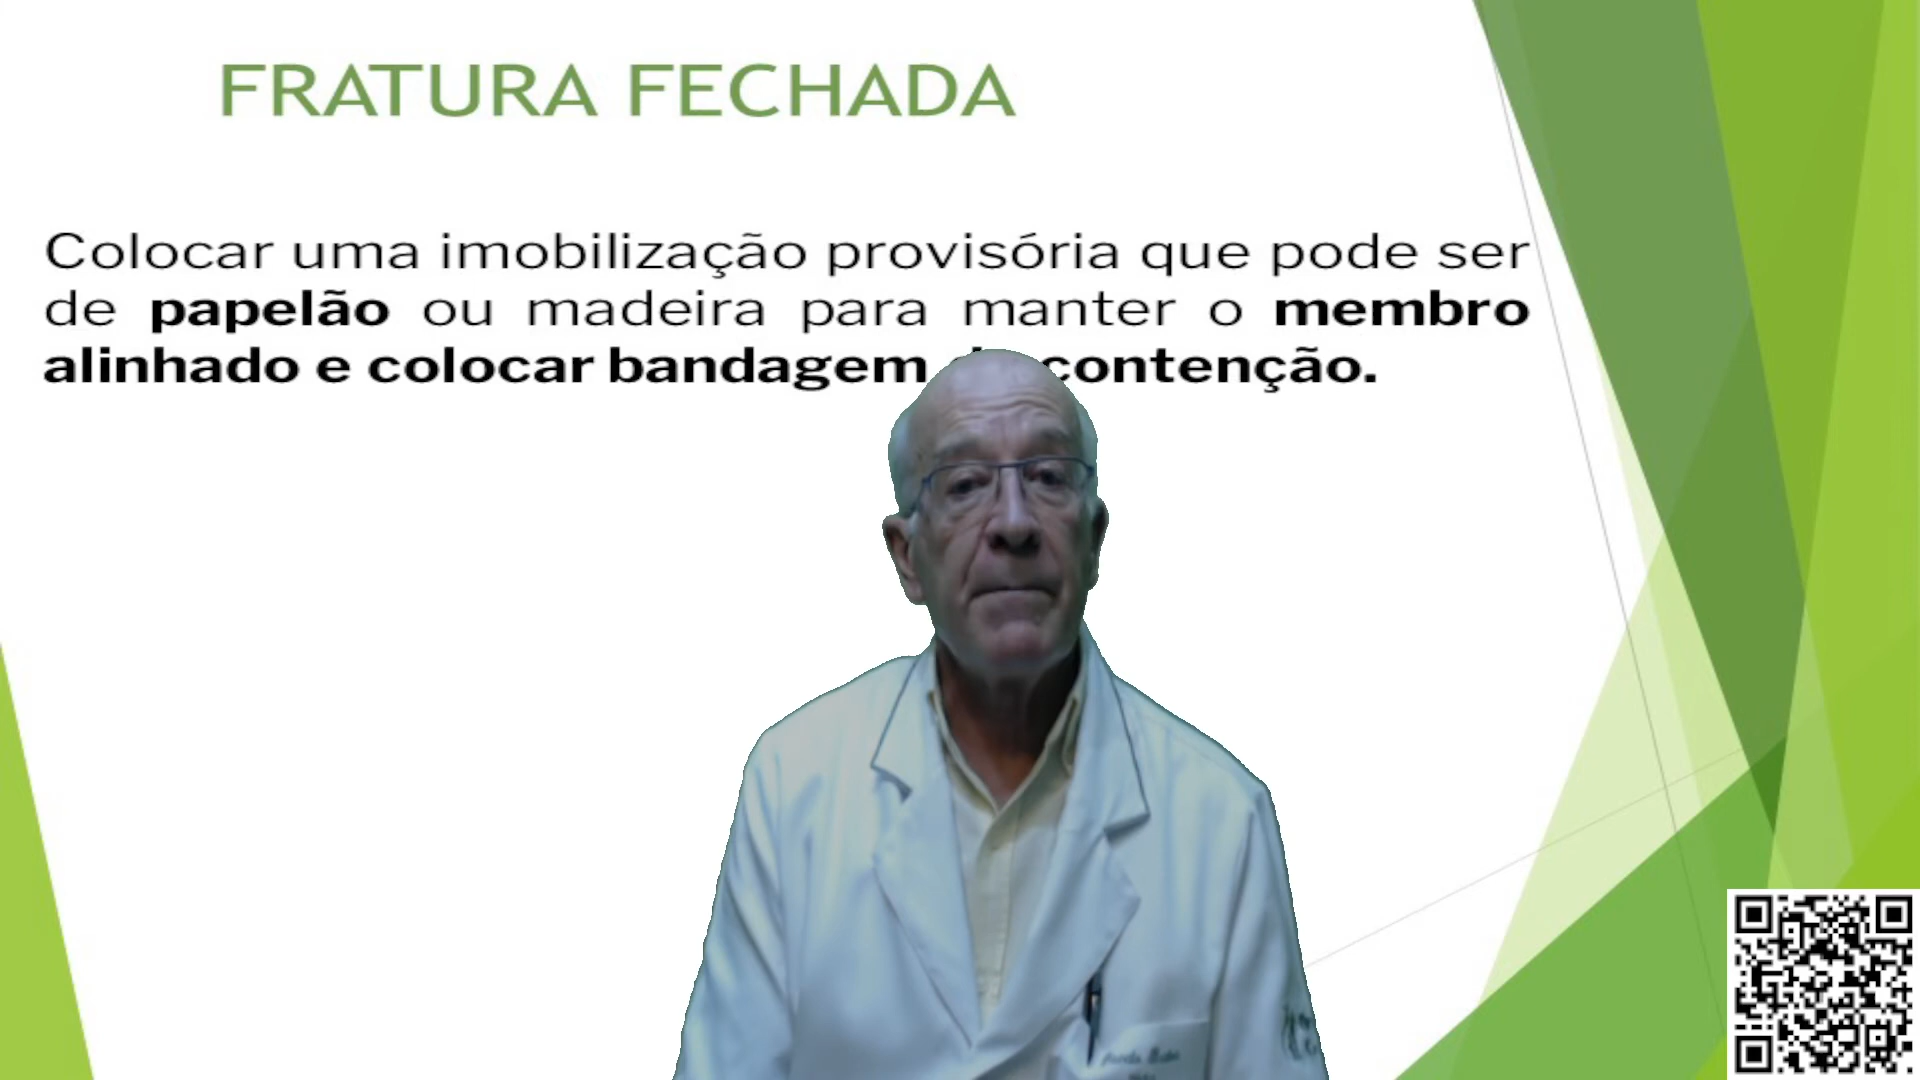 FRATURA FECHADA
Colocar uma imobilização provisória que pode ser
de papelão ou madeira para manter o membro
alinhado e colocar bandagem contenção.